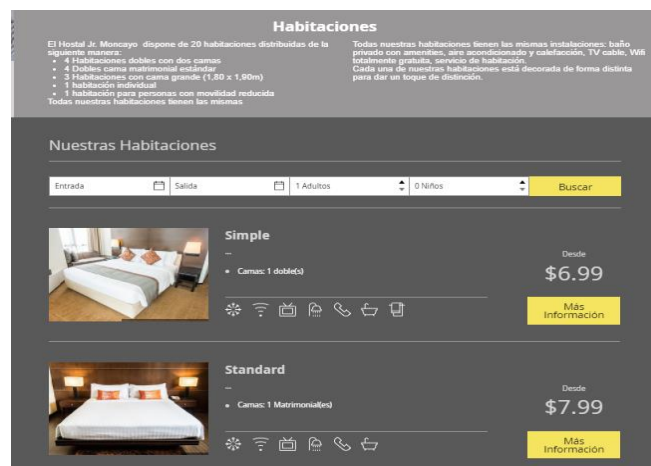 Habitaciones
El Hostal Jr. Moncayo dispone de 20 habitaciones distribuidas de la
siguiente manera:
• 4 Habitaciones dobles con dos camas
• 4 Dobles cama matrimonial estándar
• 3 Habitaciones con cama grande (1,80 x 1,90m)
• 1 habitación individual
• 1 habitación para personas con movilidad reducida
Todas nuestras habitaciones tienen las mismas
Todas nuestras habitaciones tienen las mismas instalaciones: baño
privado con amenities, aire acondicionado y calefacción, TV cable, Wifi
totalmente gratuita, servicio de habitación.
Cada una de nuestras habitaciones está decorada de forma distinta
para dar un toque de distinción.
Nuestras Habitaciones
Entrada
Salida
1 Adultos
0 Niños
Buscar
Simple
–
• Camas: 1 doble(s)
Desde
$6.99
Más
Información
Standard
–
• Camas: 1 Matrimonial(es)
Desde
$7.99
Más
Información